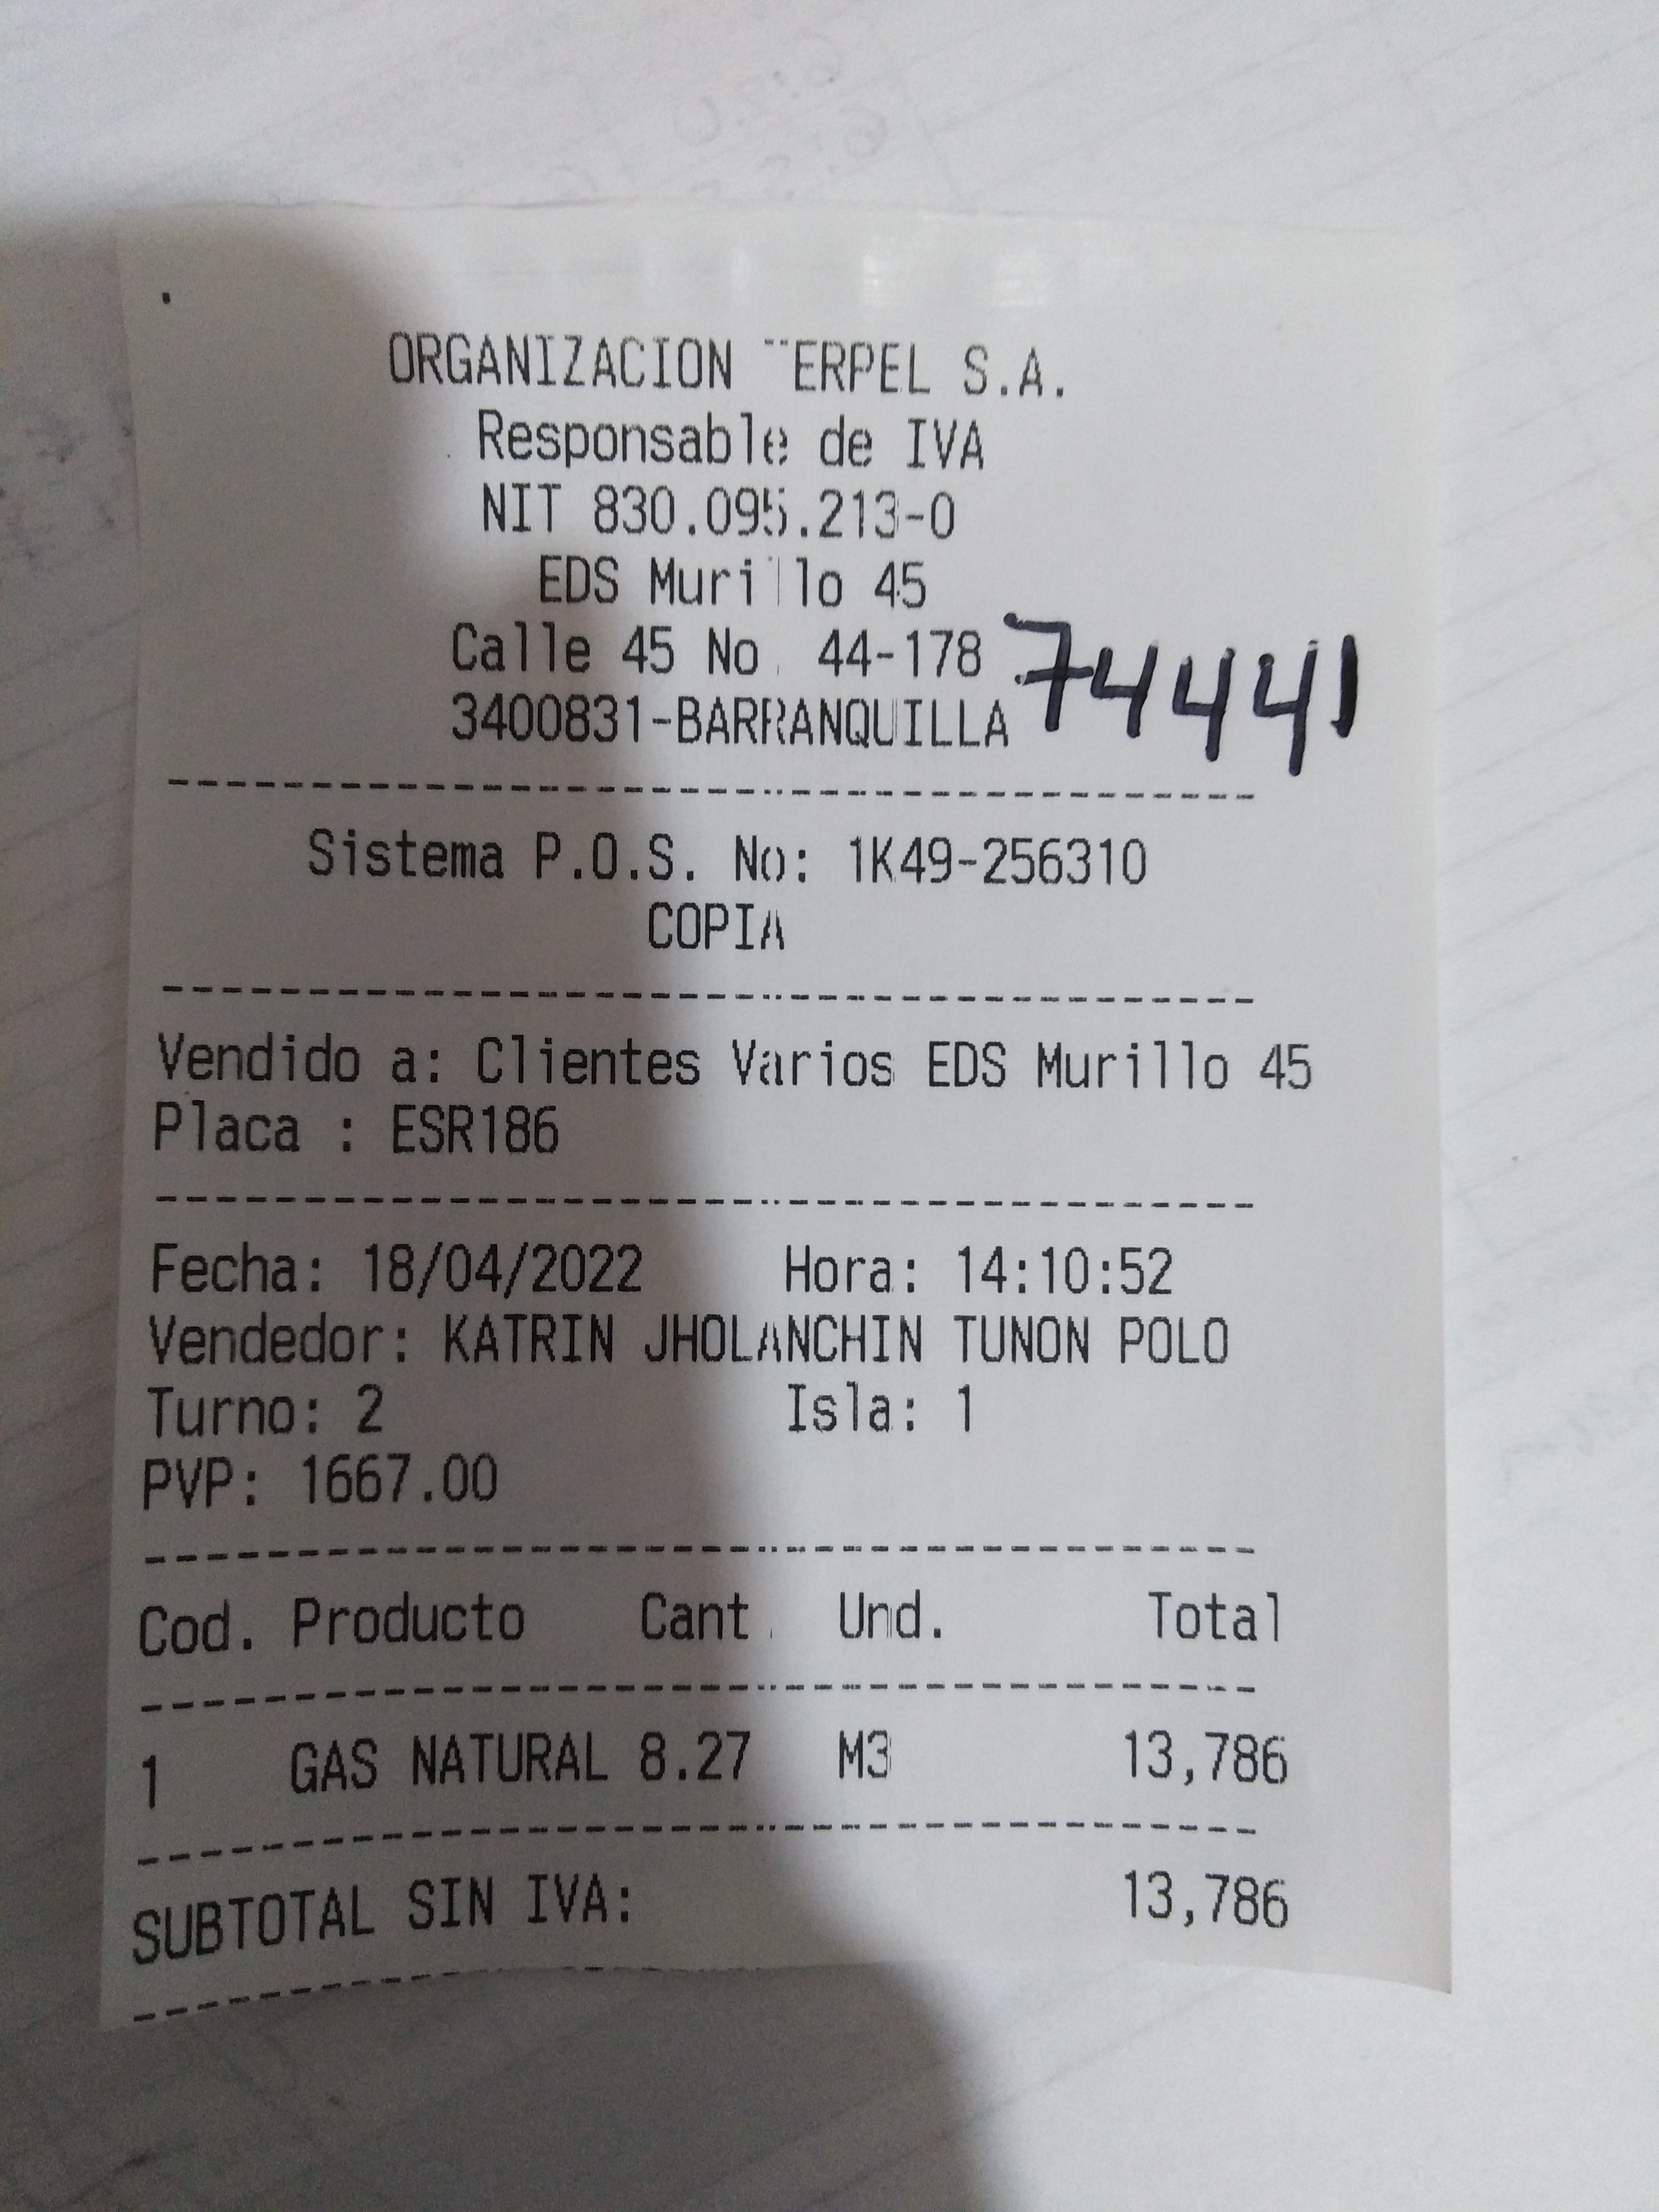 ORGANIZACION TERPEL S.A.
Responsable de IVA
NIT 830.095.213-0
EDS Murillo 45
Calle 45 No. 44-178
74441
3400831-BARRANQUILLA
Sistema P.O.S. No: 1K49-256310
COPIA
Vendido a: Clientes Varios EDS Murillo 45
Placa : ESR186
Fecha: 18/04/2022 Hora: 14:10:52
Vendedor: KATRIN JHOLANCHIN TUNON POLO
Turno: 2 Isla: 1
PVP: 1667.00
Cod. Producto Cant. Und. Total
1 GAS NATURAL 8.27 M3 13,786
SUBTOTAL SIN IVA: 13,786